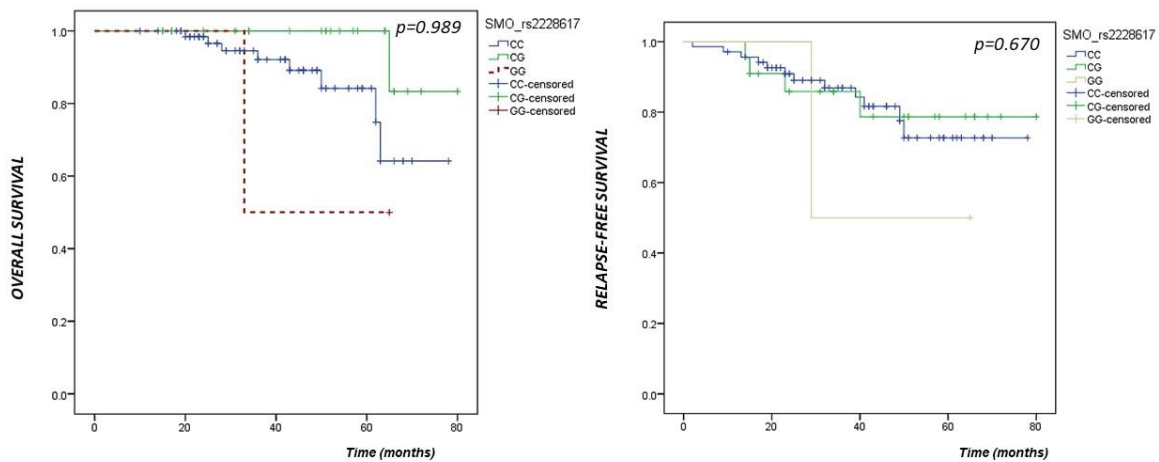 p=0.989
SMO_rs2228617
CC
CG
GG
CC-censored
CG-censored
GG-censored
OVERALL SURVIVAL
1.0
0.8
0.6
0.4
0.2
0.0
0
20
40
60
80
Time (months)
p=0.670
SMO_rs2228617
CC
CG
GG
CC-censored
CG-censored
GG-censored
RELAPSE-FREE SURVIVAL
1.0
0.8
0.6
0.4
0.2
0.0
0
20
40
60
80
Time (months)